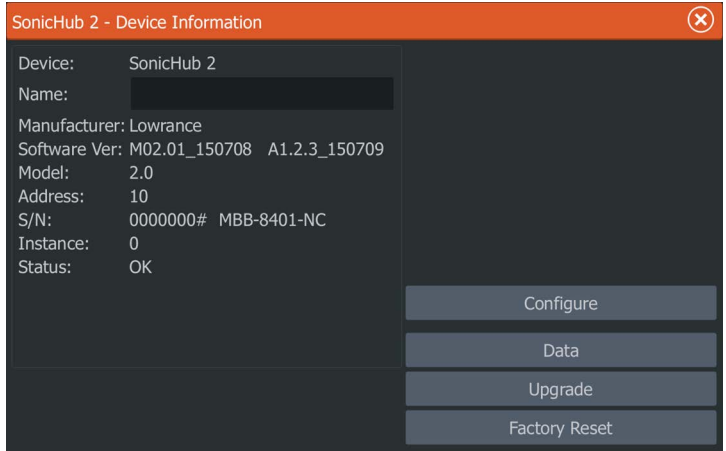 SonicHub 2 - Device Information
Device: SonicHub 2
Name:
Manufacturer: Lowrance
Software Ver: M02.01_150708 A1.2.3_150709
Model: 2.0
Address: 10
S/N: 0000000# MBB-8401-NC
Instance: 0
Status: OK
Configure
Data
Upgrade
Factory Reset